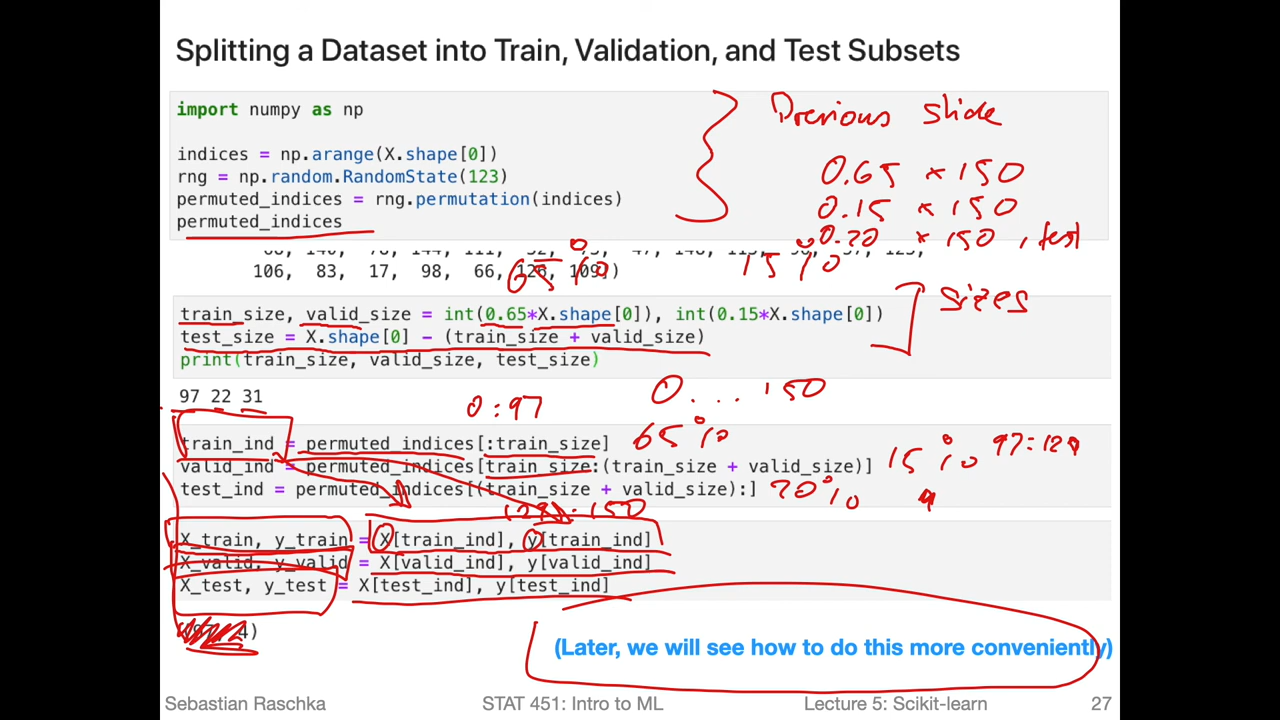 Splitting a Dataset into Train, Validation, and Test Subsets
import numpy as np
Previous slide
indices = np.arange(X.shape[0])
rng = np.random.RandomState(123)
0.65 × 150
permuted_indices = rng.permutation(indices)
0.15 × 150
permuted_indices
0.20 × 150, test
65%
15%
106, 83, 17, 98, 66, 126, 109])
sizes
train_size, valid_size = int(0.65*X.shape[0]), int(0.15*X.shape[0])
test_size = X.shape[0] - (train_size + valid_size)
print(train_size, valid_size, test_size)
97 22 31
0 ... 150
0:97
train_ind = permuted_indices[:train_size]
65%
valid_ind = permuted_indices[train_size:(train_size + valid_size)]
15%
test_ind = permuted_indices[(train_size + valid_size):]
20%
:150
X_train, y_train = X[train_ind], y[train_ind]
X_valid, y_valid = X[valid_ind], y[valid_ind]
X_test, y_test = X[test_ind], y[test_ind]
4)
(Later, we will see how to do this more conveniently)
Sebastian Raschka
STAT 451: Intro to ML
Lecture 5: Scikit-learn
27